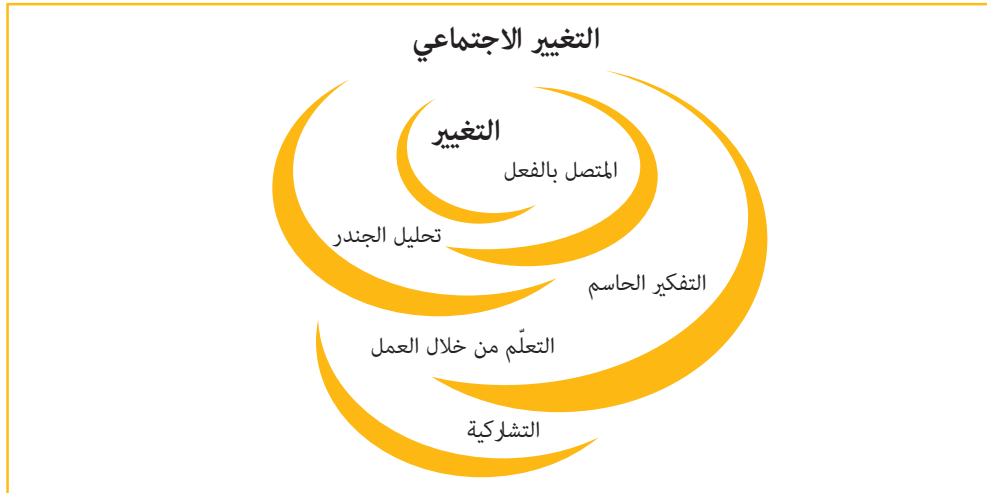 التغيير الاجتماعي
التغيير
المتصل بالفعل
تحليل الجندر
التفكير الحاسم
التعلّم من خلال العمل
التشاركية